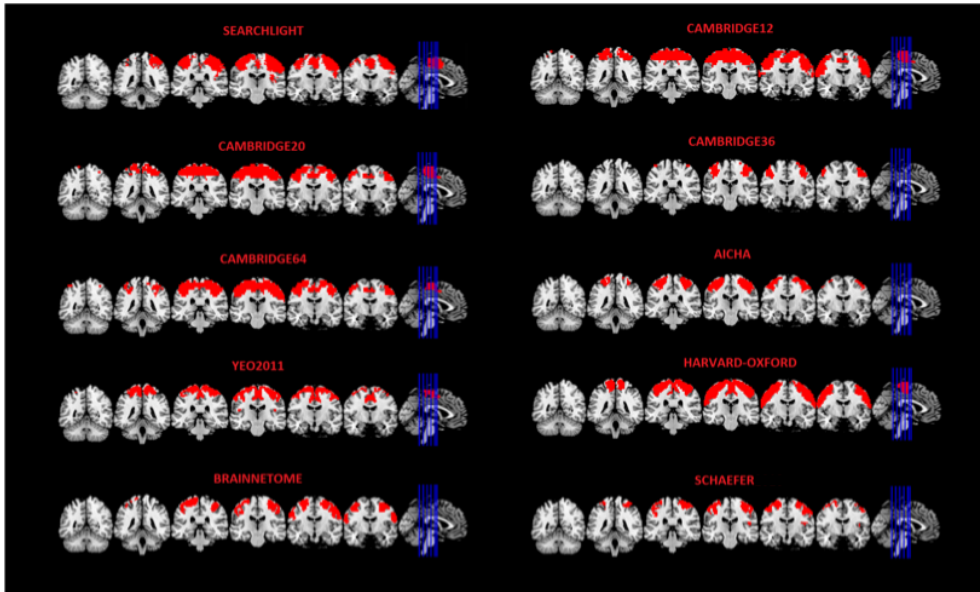 SEARCHLIGHT
CAMBRIDGE12
CAMBRIDGE20
CAMBRIDGE36
CAMBRIDGE64
AICHA
YEO2011
HARVARD-OXFORD
BRAINNETOME
SCHAEFER